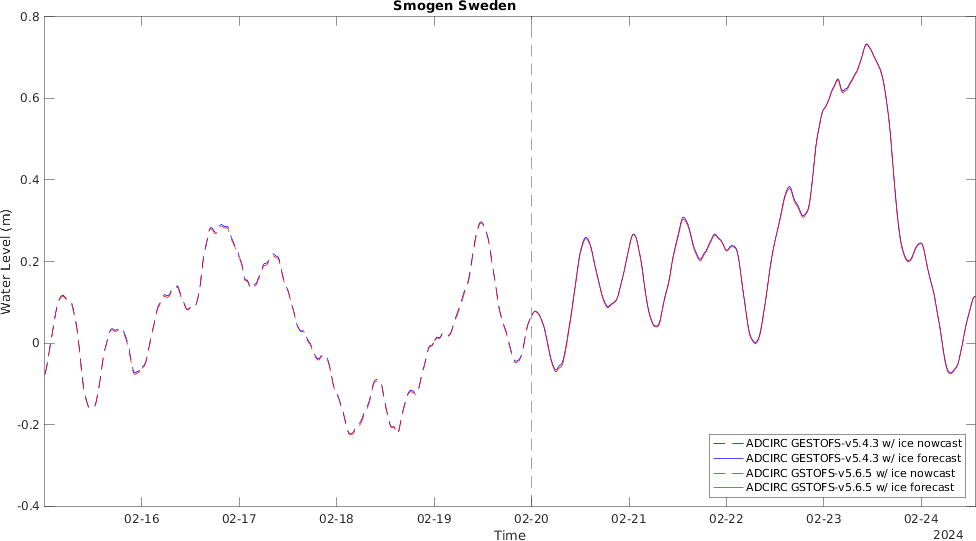 Smogen Sweden
0.8
0.6
0.4
0.2
0
-0.2
-0.4
Water Level (m)
ADCIRC GESTOFS-v5.4.3 w/ ice nowcast
ADCIRC GESTOFS-v5.4.3 w/ ice forecast
ADCIRC GSTOFS-v5.6.5 w/ ice nowcast
ADCIRC GSTOFS-v5.6.5 w/ ice forecast
02-16 02-17 02-18 02-19 02-20 02-21 02-22 02-23 02-24
Time
2024